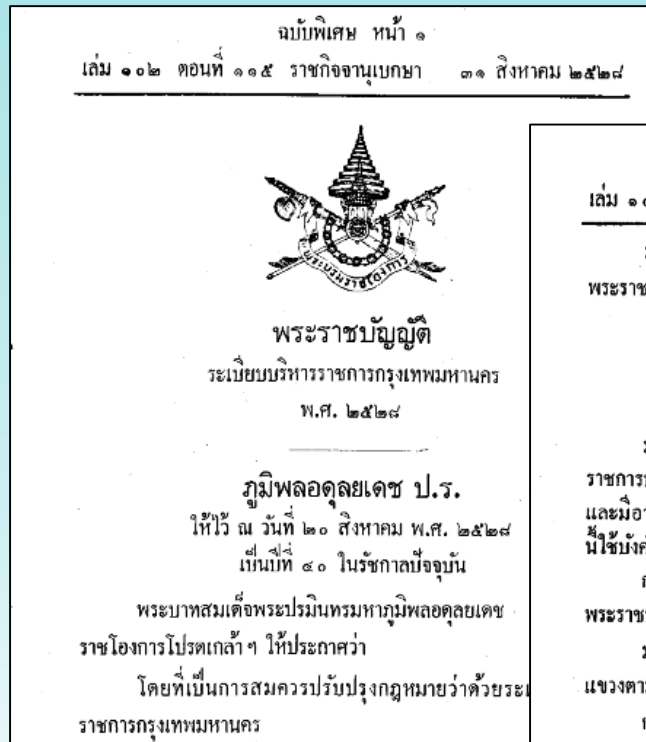 ฉบับพิเศษ หน้า ๑
เล่ม ๑๐๒ ตอนที่ ๑๑๕ ราชกิจจานุเบกษา ๓๑ สิงหาคม ๒๕๒๘
พระบรมราชโองการ
พระราชบัญญัติ
ระเบียบบริหารราชการกรุงเทพมหานคร
พ.ศ. ๒๕๒๘
ภูมิพลอดุลยเดช ป.ร.
ให้ไว้ ณ วันที่ ๒๐ สิงหาคม พ.ศ. ๒๕๒๘
เป็นปีที่ ๔๐ ในรัชกาลปัจจุบัน
พระบาทสมเด็จพระปรมินทรมหาภูมิพลอดุลยเดช
ราชโองการโปรดเกล้า ฯ ให้ประกาศว่า
โดยที่เป็นการสมควรปรับปรุงกฎหมายว่าด้วยระเ
ราชการกรุงเทพมหานคร
เล่ม ๑๐
พระราช
ราชการ
และมีอา
นี้ใช้บังค
พระราช
แขวงตา